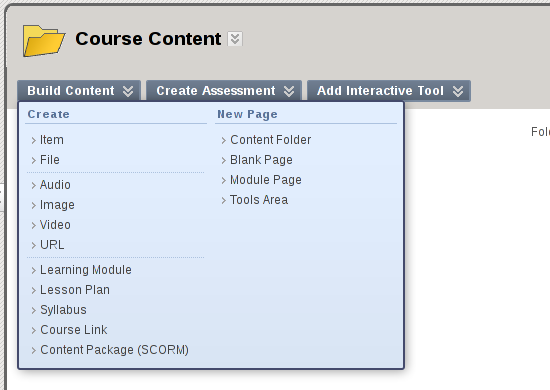 Course Content
Build Content
Create Assessment
Add Interactive Tool
Create
Item
File
Audio
Image
Video
URL
Learning Module
Lesson Plan
Syllabus
Course Link
Content Package (SCORM)
New Page
Content Folder
Blank Page
Module Page
Tools Area